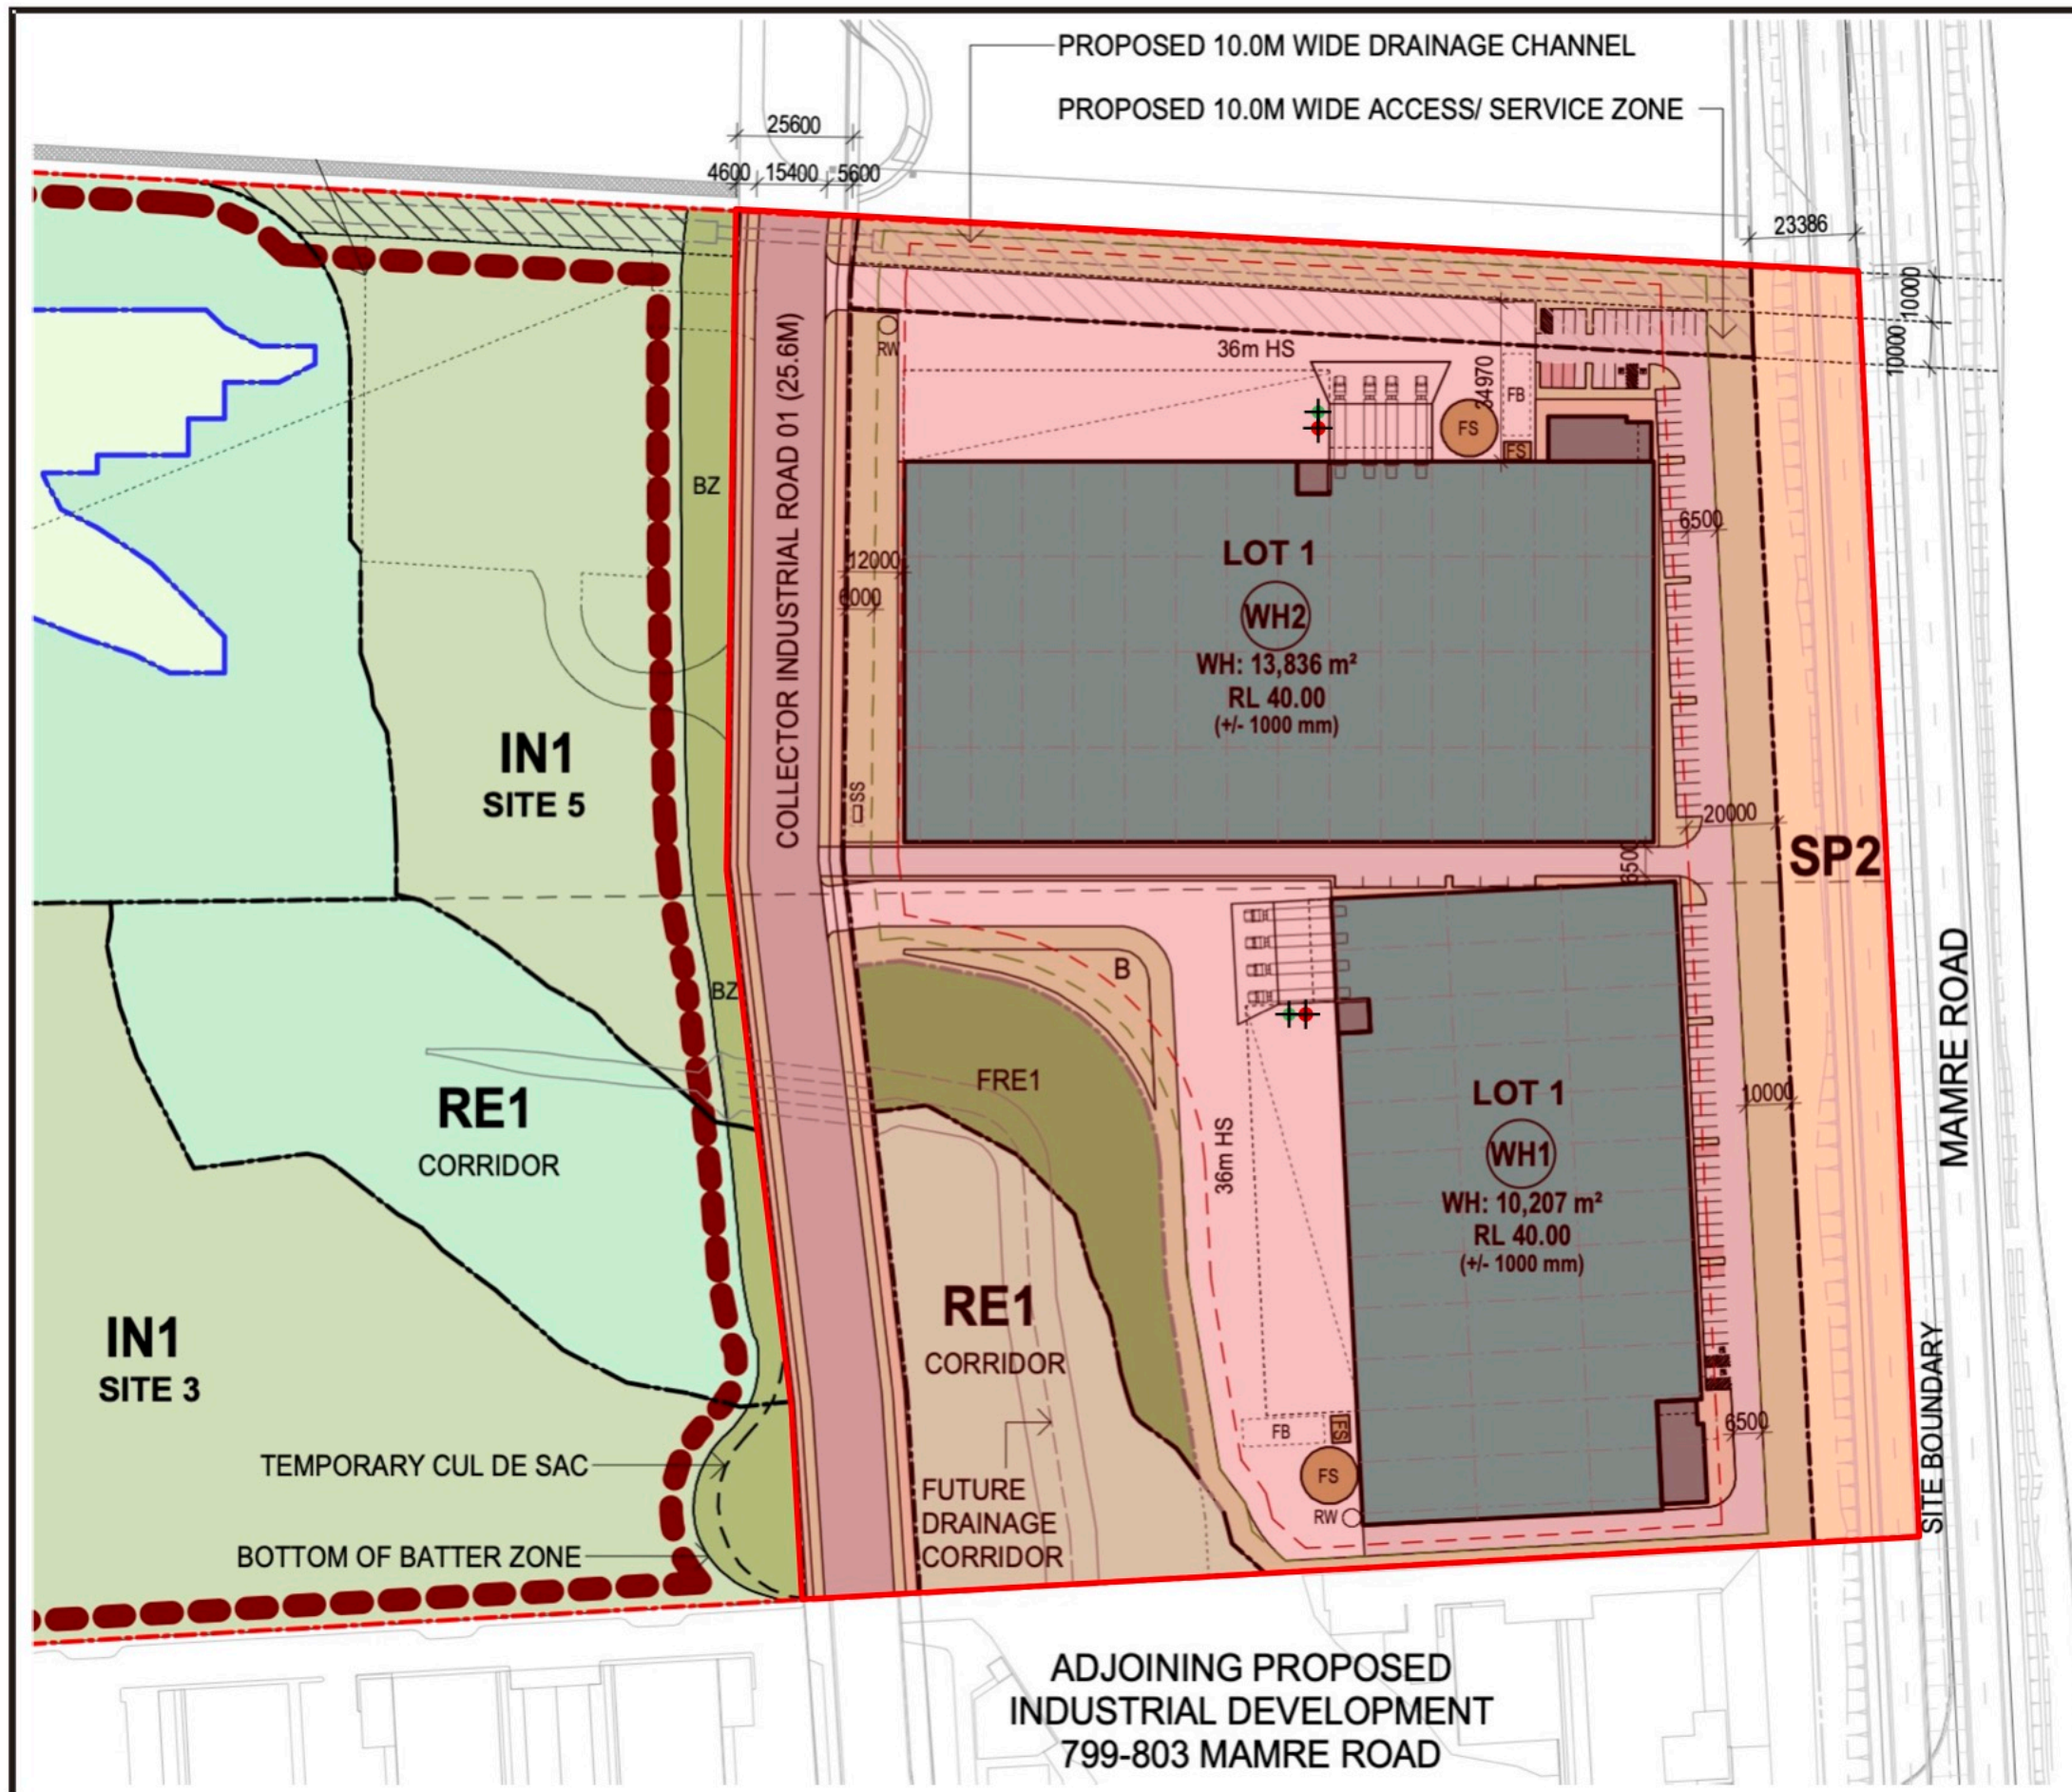 PROPOSED 10.0M WIDE DRAINAGE CHANNEL
PROPOSED 10.0M WIDE ACCESS/ SERVICE ZONE
25600
4600
15400
5600
23386
10000
10000
RW
36m HS
34970
FB
FS
FS
COLLECTOR INDUSTRIAL ROAD 01 (25.6M)
BZ
6500
12000
6000
LOT 1
WH2
WH: 13,836 m²
RL 40.00
(+/- 1000 mm)
IN1
SITE 5
SS
20000
6500
SP2
BZ
B
MAMRE ROAD
FRE1
LOT 1
WH1
WH: 10,207 m²
RL 40.00
(+/- 1000 mm)
10000
RE1
CORRIDOR
36m HS
RE1
CORRIDOR
IN1
SITE 3
SITE BOUNDARY
FB
FS
FS
RW
6500
TEMPORARY CUL DE SAC
FUTURE
DRAINAGE
CORRIDOR
BOTTOM OF BATTER ZONE
ADJOINING PROPOSED
INDUSTRIAL DEVELOPMENT
799-803 MAMRE ROAD